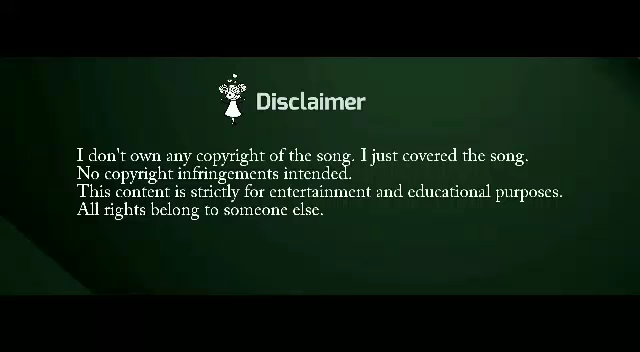 Disclaimer
I don't own any copyright of the song. I just covered the song.
No copyright infringements intended.
This content is strictly for entertainment and educational purposes.
All rights belong to someone else.